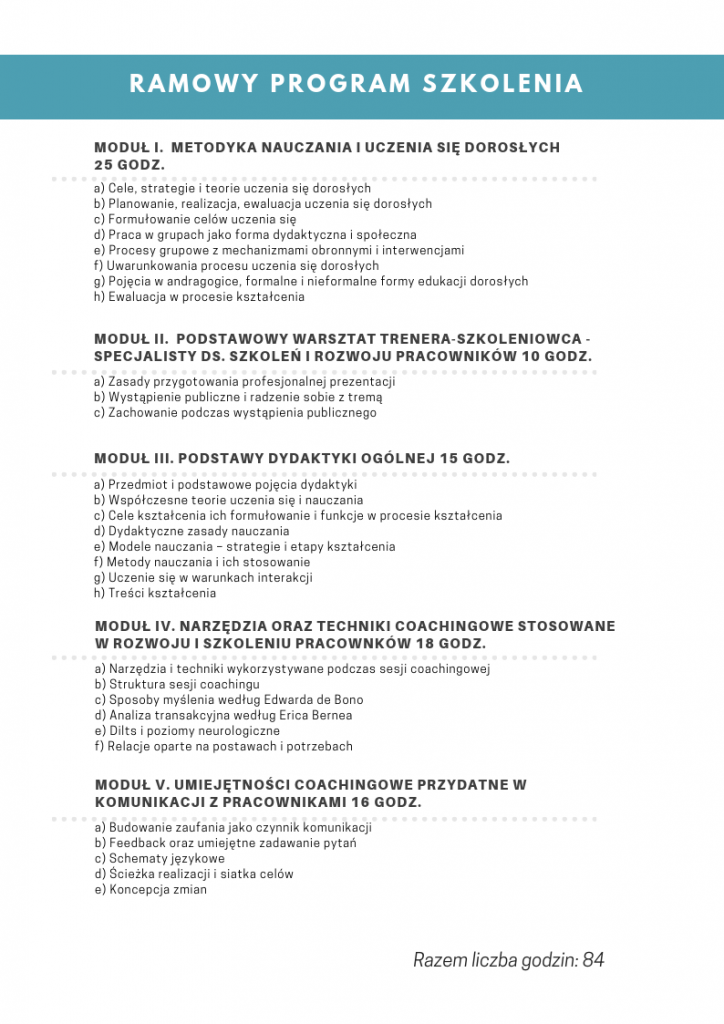 RAMOWY PROGRAM SZKOLENIA
MODUŁ I. METODYKA NAUCZANIA I UCZENIA SIĘ DOROSŁYCH
25 GODZ.
a) Cele, strategie i teorie uczenia się dorosłych
b) Planowanie, realizacja, ewaluacja uczenia się dorosłych
c) Formułowanie celów uczenia się
d) Praca w grupach jako forma dydaktyczna i społeczna
e) Procesy grupowe z mechanizmami obronnymi i interwencjami
f) Uwarunkowania procesu uczenia się dorosłych
g) Pojęcia w andragogice, formalne i nieformalne formy edukacji dorosłych
h) Ewaluacja w procesie kształcenia
MODUŁ II. PODSTAWOWY WARSZTAT TRENERA-SZKOLENIOWCA -
SPECJALISTY DS. SZKOLEŃ I ROZWOJU PRACOWNIKÓW 10 GODZ.
a) Zasady przygotowania profesjonalnej prezentacji
b) Wystąpienie publiczne i radzenie sobie z tremą
c) Zachowanie podczas wystąpienia publicznego
MODUŁ III. PODSTAWY DYDAKTYKI OGÓLNEJ 15 GODZ.
a) Przedmiot i podstawowe pojęcia dydaktyki
b) Współczesne teorie uczenia się i nauczania
c) Cele kształcenia ich formułowanie i funkcje w procesie kształcenia
d) Dydaktyczne zasady nauczania
e) Modele nauczania – strategie i etapy kształcenia
f) Metody nauczania i ich stosowanie
g) Uczenie się w warunkach interakcji
h) Treści kształcenia
MODUŁ IV. NARZĘDZIA ORAZ TECHNIKI COACHINGOWE STOSOWANE
W ROZWOJU I SZKOLENIU PRACOWNKÓW 18 GODZ.
a) Narzędzia i techniki wykorzystywane podczas sesji coachingowej
b) Struktura sesji coachingu
c) Sposoby myślenia według Edwarda de Bono
d) Analiza transakcyjna według Erica Bernea
e) Dilts i poziomy neurologiczne
f) Relacje oparte na postawach i potrzebach
MODUŁ V. UMIEJĘTNOŚCI COACHINGOWE PRZYDATNE W
KOMUNIKACJI Z PRACOWNIKAMI 16 GODZ.
a) Budowanie zaufania jako czynnik komunikacji
b) Feedback oraz umiejętne zadawanie pytań
c) Schematy językowe
d) Ścieżka realizacji i siatka celów
e) Koncepcja zmian
Razem liczba godzin: 84